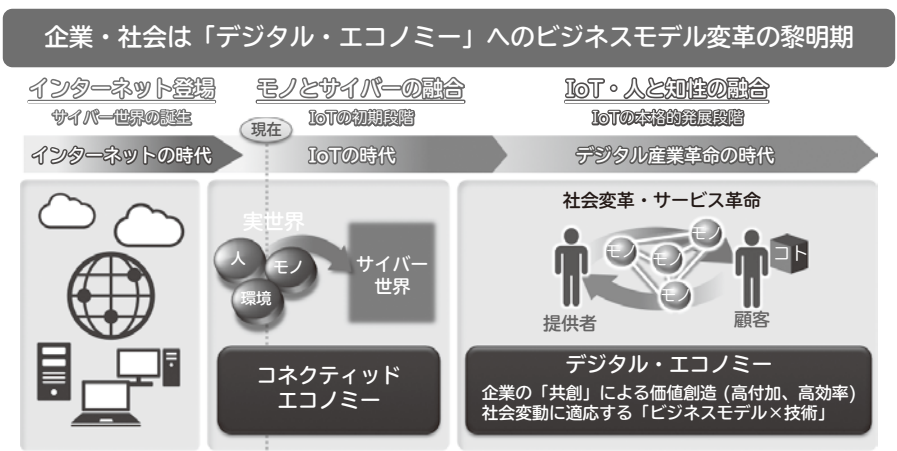 企業・社会は「デジタル・エコノミー」へのビジネスモデル変革の黎明期
インターネット登場
サイバー世界の誕生
モノとサイバーの融合
IoTの初期段階
IoT・人と知性の融合
IoTの本格的発展段階
現在
インターネットの時代
IoTの時代
デジタル産業革命の時代
実世界
人
モノ
環境
サイバー
世界
コネクティッド
エコノミー
社会変革・サービス革命
モノ
モノ
モノ
モノ
コト
提供者
顧客
デジタル・エコノミー
企業の「共創」による価値創造 (高付加、高効率)
社会変動に適応する「ビジネスモデル×技術」